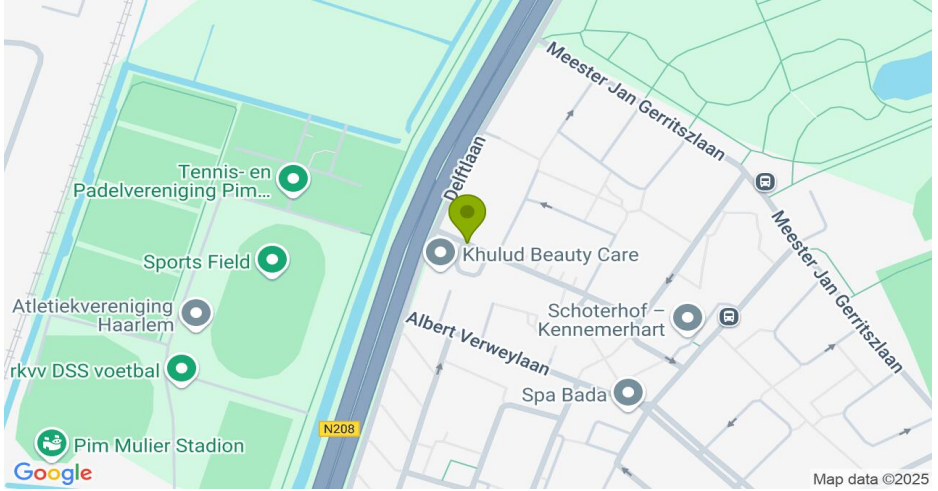 Meester Jan Gerritszlaan
Delftlaan
Tennis- en
Padelvereniging Pim...
Khulud Beauty Care
Sports Field
Meester Jan Gerritszlaan
Atletiekvereniging
Haarlem
Schoterhof –
Kennemerhart
Albert Verweylaan
rkvv DSS voetbal
Spa Bada
N208
Pim Mulier Stadion
Google
Map data ©2025